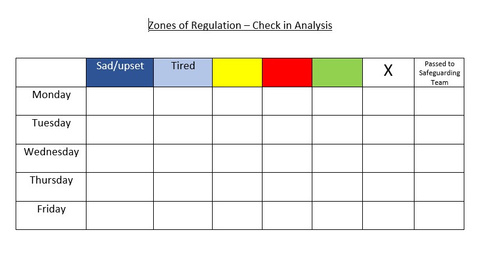 Zones of Regulation – Check in Analysis
Sad/upset Tired X Passed to
Safeguarding
Team
Monday
Tuesday
Wednesday
Thursday
Friday